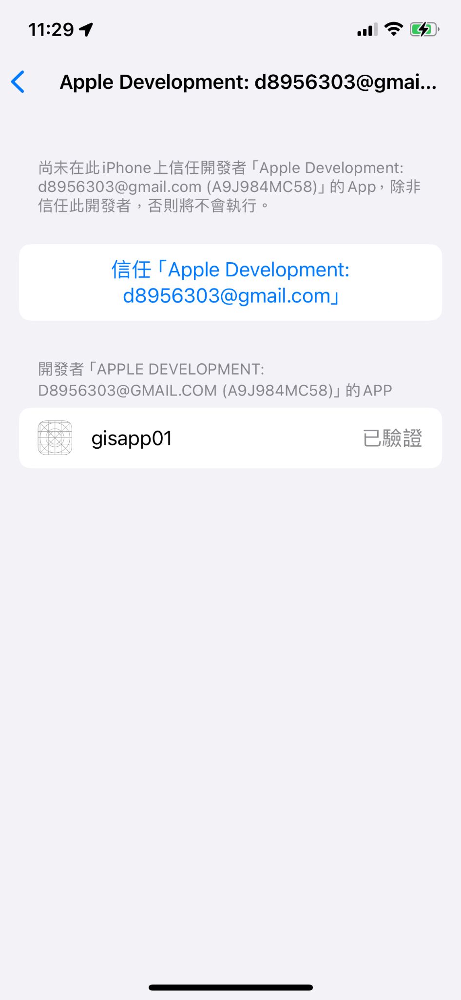 11:29
Apple Development: d8956303@gmai...
尚未在此iPhone上信任開發者「Apple Development:
d8956303@gmail.com (A9J984MC58)」的App，除非
信任此開發者，否則將不會執行。
信任「Apple Development:
d8956303@gmail.com」
開發者「APPLE DEVELOPMENT:
D8956303@GMAIL.COM (A9J984MC58)」的APP
gisapp01
已驗證